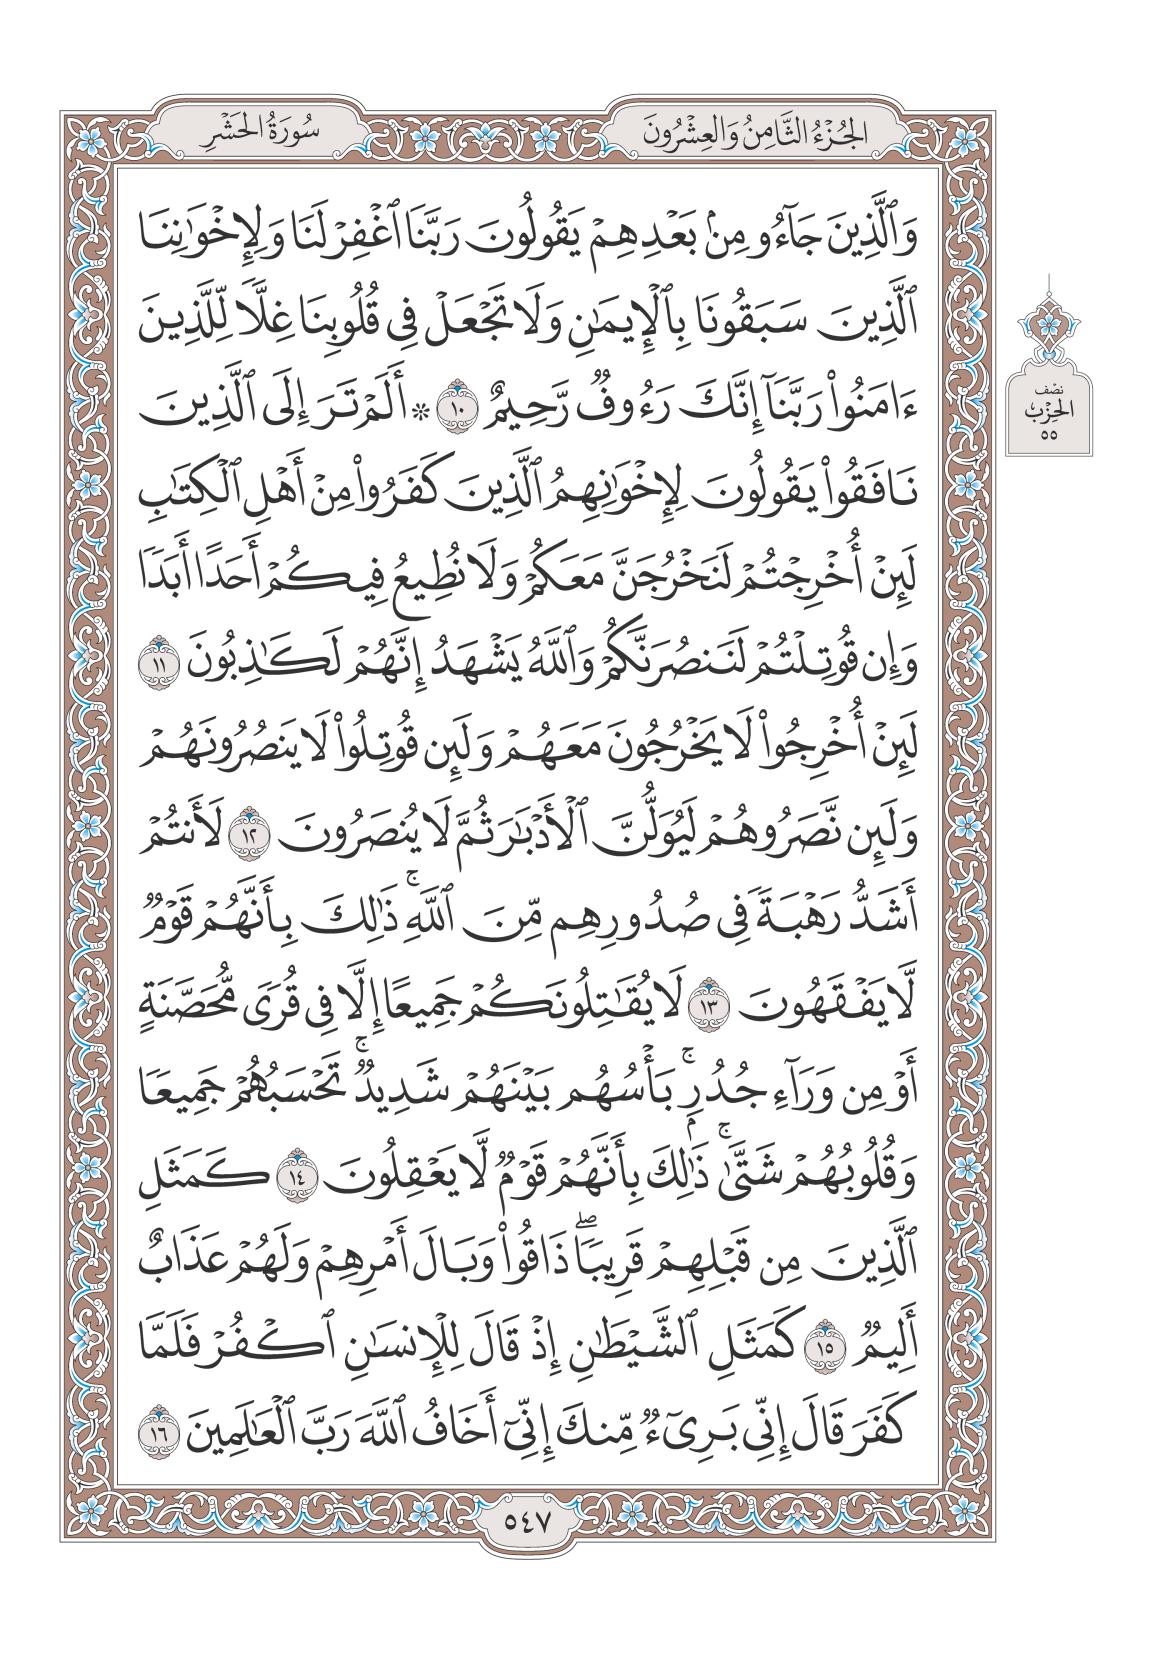 الجُزْءُ الثَّامِنُ وَالعِشْرُونَ
سُورَةُ الحَشْرِ
وَٱلَّذِينَ جَآءُو مِنۢ بَعْدِهِمْ يَقُولُونَ رَبَّنَا ٱغْفِرْ لَنَا وَلِإِخْوَٰنِنَا
ٱلَّذِينَ سَبَقُونَا بِٱلْإِيمَٰنِ وَلَا تَجْعَلْ فِى قُلُوبِنَا غِلًّا لِّلَّذِينَ
ءَامَنُوا۟ رَبَّنَآ إِنَّكَ رَءُوفٌ رَّحِيمٌ ١٠ ۞ أَلَمْ تَرَ إِلَى ٱلَّذِينَ
نَافَقُوا۟ يَقُولُونَ لِإِخْوَٰنِهِمُ ٱلَّذِينَ كَفَرُوا۟ مِنْ أَهْلِ ٱلْكِتَٰبِ
لَئِنْ أُخْرِجْتُمْ لَنَخْرُجَنَّ مَعَكُمْ وَلَا نُطِيعُ فِيكُمْ أَحَدًا أَبَدًا
وَإِن قُوتِلْتُمْ لَنَنصُرَنَّكُمْ وَٱللَّهُ يَشْهَدُ إِنَّهُمْ لَكَٰذِبُونَ ١١
لَئِنْ أُخْرِجُوا۟ لَا يَخْرُجُونَ مَعَهُمْ وَلَئِن قُوتِلُوا۟ لَا يَنصُرُونَهُمْ
وَلَئِن نَّصَرُوهُمْ لَيُوَلُّنَّ ٱلْأَدْبَٰرَ ثُمَّ لَا يُنصَرُونَ ١٢ لَأَنتُمْ
أَشَدُّ رَهْبَةً فِى صُدُورِهِم مِّنَ ٱللَّهِ ۚ ذَٰلِكَ بِأَنَّهُمْ قَوْمٌ
لَّا يَفْقَهُونَ ١٣ لَا يُقَٰتِلُونَكُمْ جَمِيعًا إِلَّا فِى قُرًى مُّحَصَّنَةٍ
أَوْ مِن وَرَآءِ جُدُرٍۭ ۚ بَأْسُهُم بَيْنَهُمْ شَدِيدٌ ۚ تَحْسَبُهُمْ جَمِيعًا
وَقُلُوبُهُمْ شَتَّىٰ ۚ ذَٰلِكَ بِأَنَّهُمْ قَوْمٌ لَّا يَعْقِلُونَ ١٤ كَمَثَلِ
ٱلَّذِينَ مِن قَبْلِهِمْ قَرِيبًا ۖ ذَاقُوا۟ وَبَالَ أَمْرِهِمْ وَلَهُمْ عَذَابٌ
أَلِيمٌ ١٥ كَمَثَلِ ٱلشَّيْطَٰنِ إِذْ قَالَ لِلْإِنسَٰنِ ٱكْفُرْ فَلَمَّا
كَفَرَ قَالَ إِنِّى بَرِىٓءٌ مِّنكَ إِنِّىٓ أَخَافُ ٱللَّهَ رَبَّ ٱلْعَٰلَمِينَ ١٦
نصف
الحِزْب
٥٥
٥٤٧